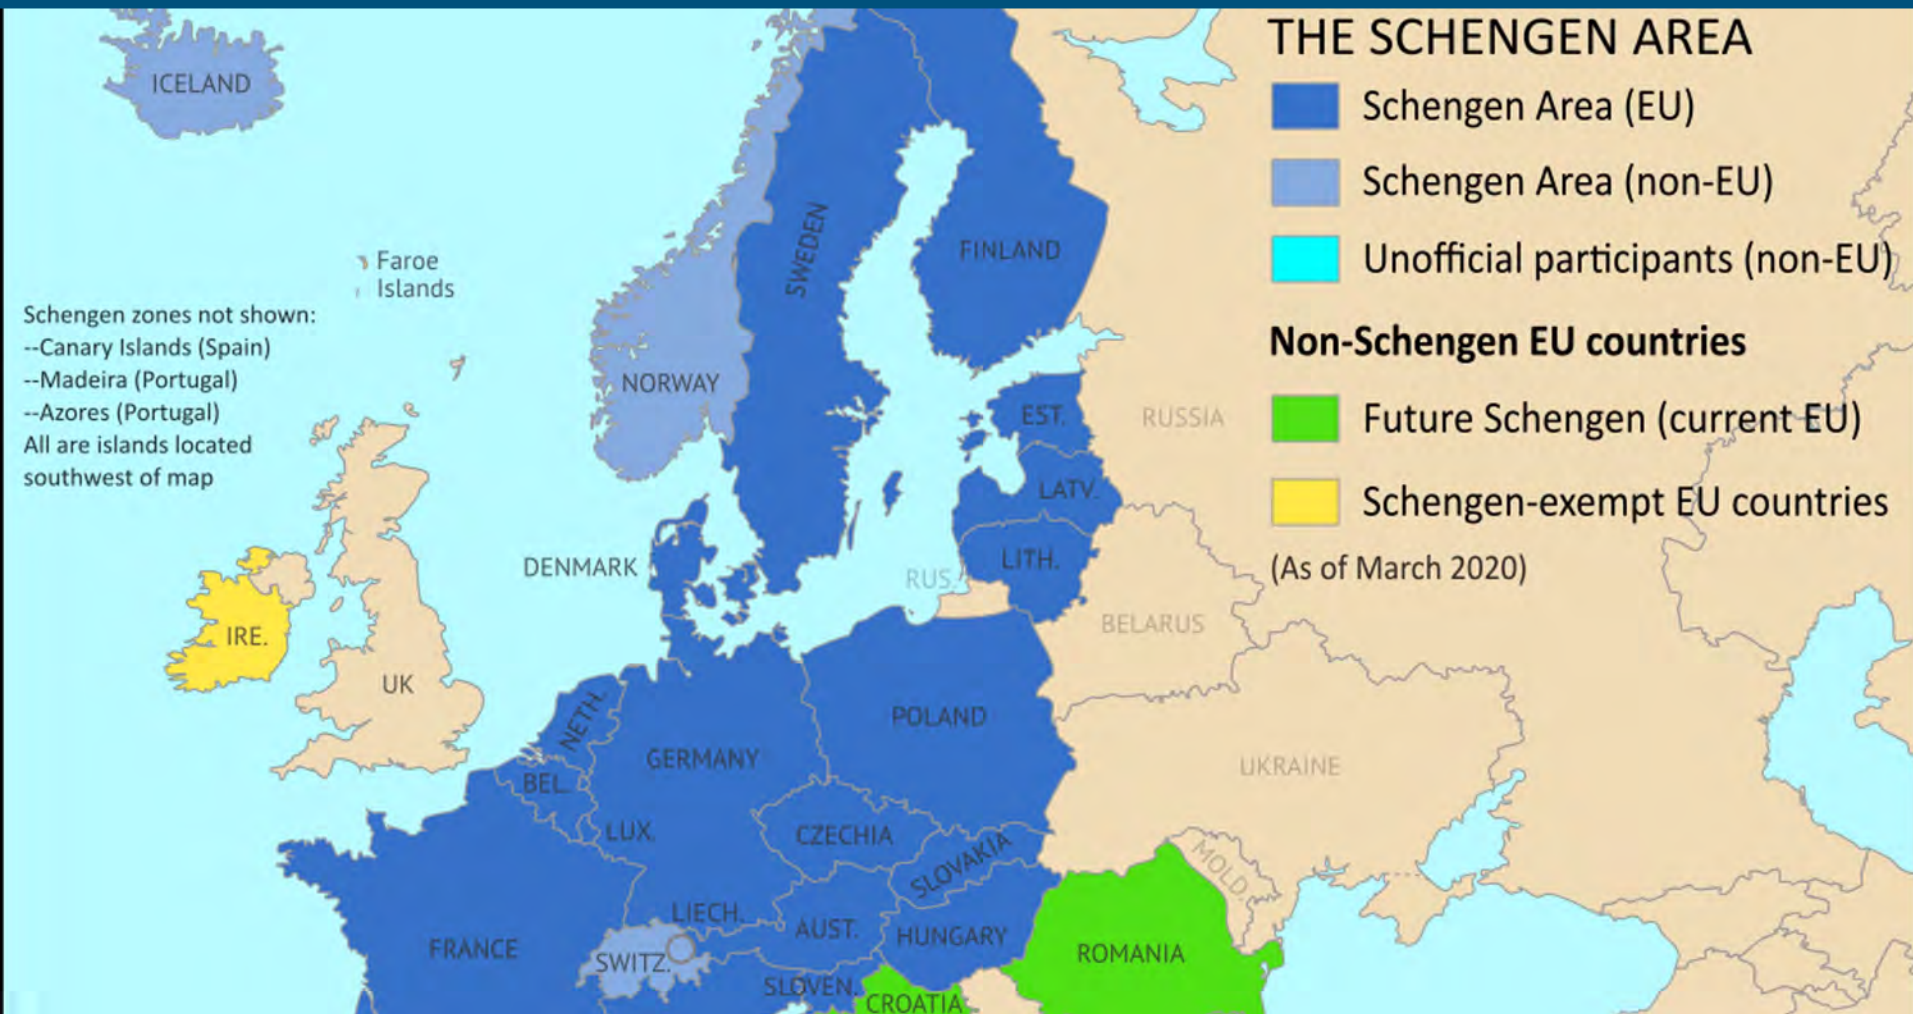 THE SCHENGEN AREA
Schengen Area (EU)
Schengen Area (non-EU)
Unofficial participants (non-EU)
Non-Schengen EU countries
Future Schengen (current EU)
Schengen-exempt EU countries
(As of March 2020)
ICELAND
Faroe
Islands
Schengen zones not shown:
--Canary Islands (Spain)
--Madeira (Portugal)
--Azores (Portugal)
All are islands located
southwest of map
SWEDEN
FINLAND
NORWAY
EST.
RUSSIA
LATV.
DENMARK
LITH.
RUS.
BELARUS
IRE.
UK
NETH.
POLAND
GERMANY
BEL.
UKRAINE
LUX.
CZECHIA
SLOVAKIA
MOLD.
LIECH.
AUST.
HUNGARY
FRANCE
SWITZ.
ROMANIA
SLOVEN.
CROATIA